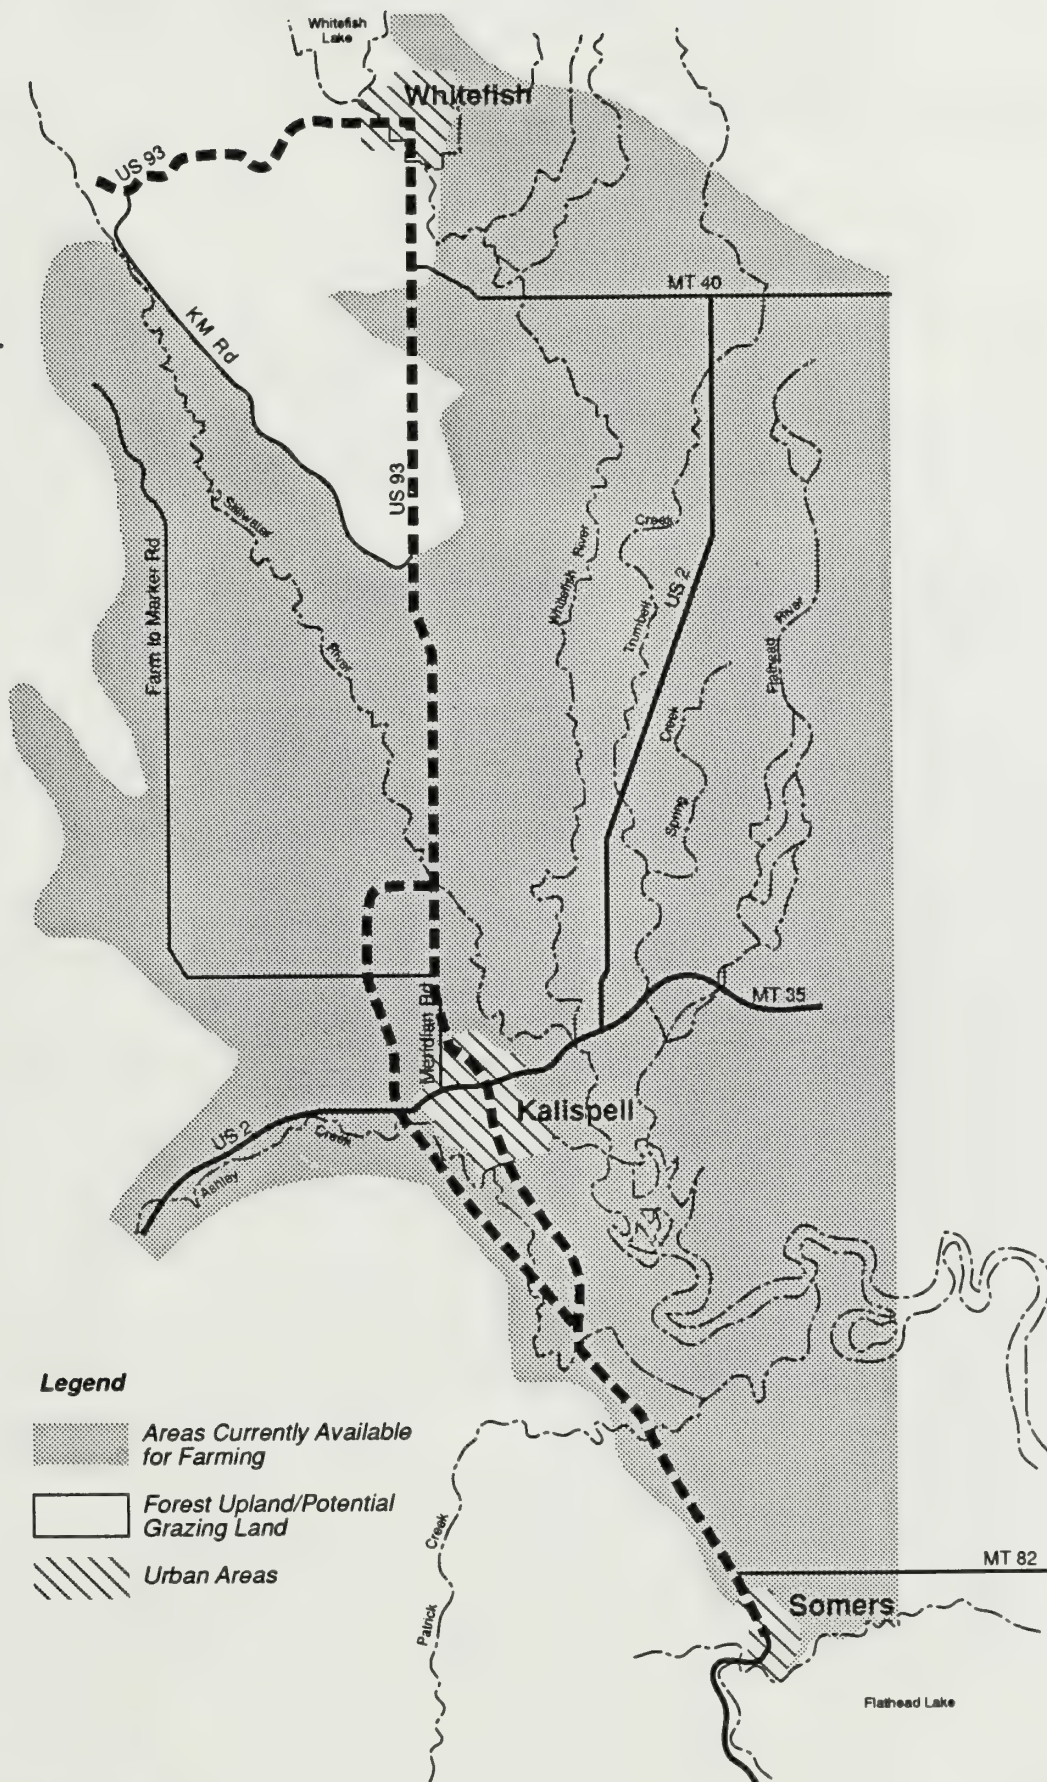 Whitefish
Lake
Whitefish
US 93
MT 40
KM Rd
US 93
Stillwater
River
Farm to Marker Rd
Whitefish River
Creek
Trumbell
US 2
Flathead River
Creek
Spring
MT 35
Meridian Rd
Kalispell
US 2
Creek
Ashley
Legend
Areas Currently Available
for Farming
Forest Upland/Potential
Grazing Land
Urban Areas
Creek
Patrick
MT 82
Somers
Flathead Lake